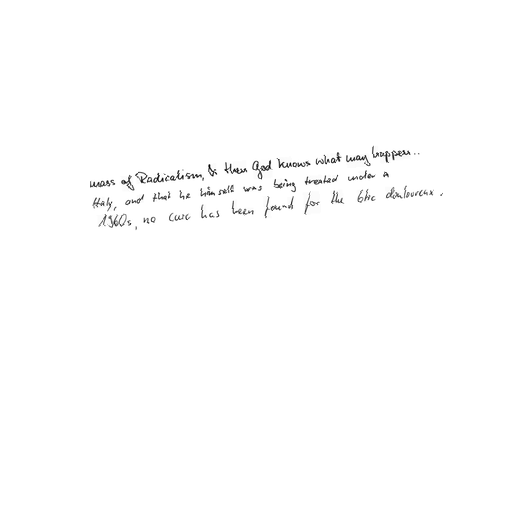 mass of Radicalism, & then God knows what may happen..
Italy, and that he himself was being treated under a
1960s, no cure has been found for the tic douloureux.